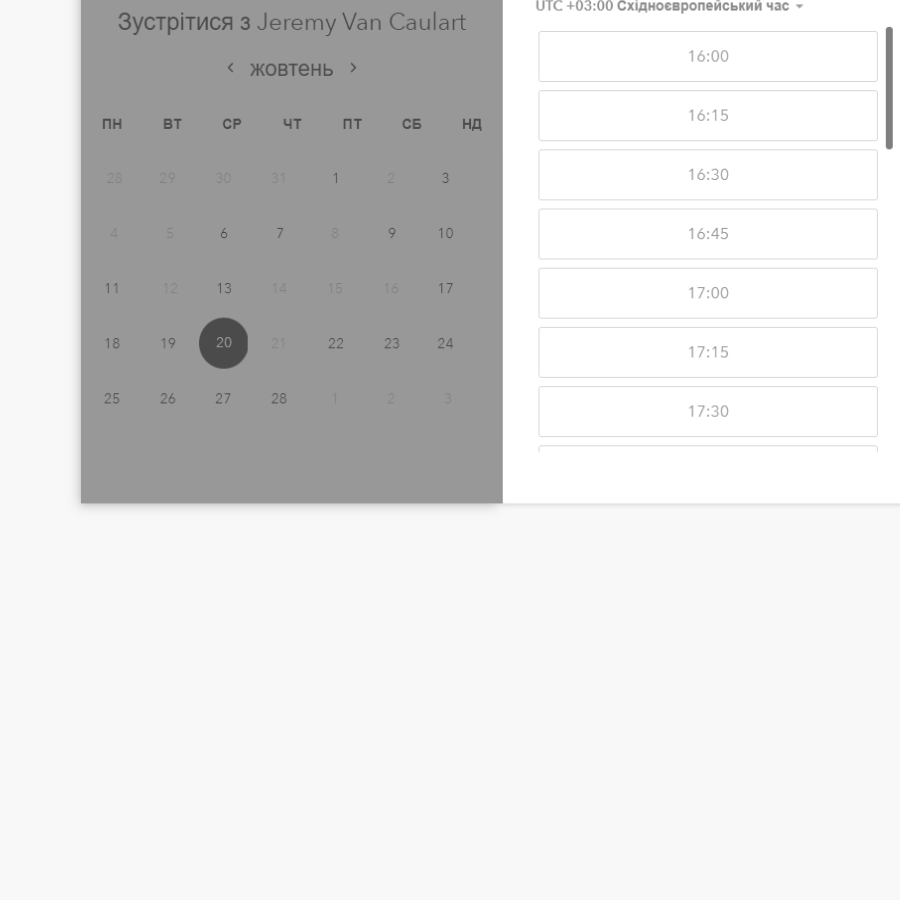 Зустрітися з Jeremy Van Caulart
жовтень
ПН ВТ СР ЧТ ПТ СБ НД
28 29 30 31 1 2 3
4 5 6 7 8 9 10
11 12 13 14 15 16 17
18 19 20 21 22 23 24
25 26 27 28 1 2 3
UTC +03:00 Східноєвропейський час
16:00
16:15
16:30
16:45
17:00
17:15
17:30